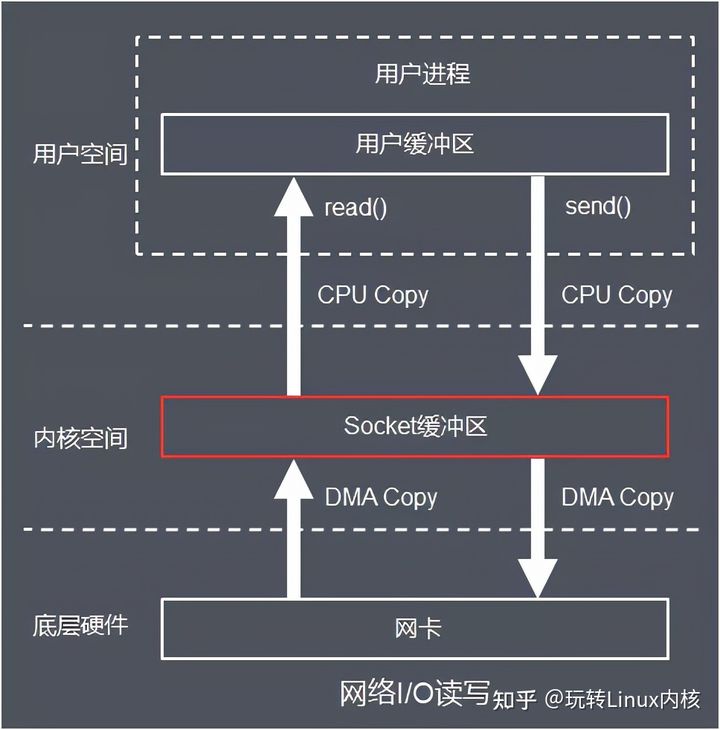 用户进程
用户空间
用户缓冲区
read()
send()
CPU Copy
CPU Copy
内核空间
Socket缓冲区
DMA Copy
DMA Copy
底层硬件
网卡
网络I/O读写
知乎 @玩转Linux内核